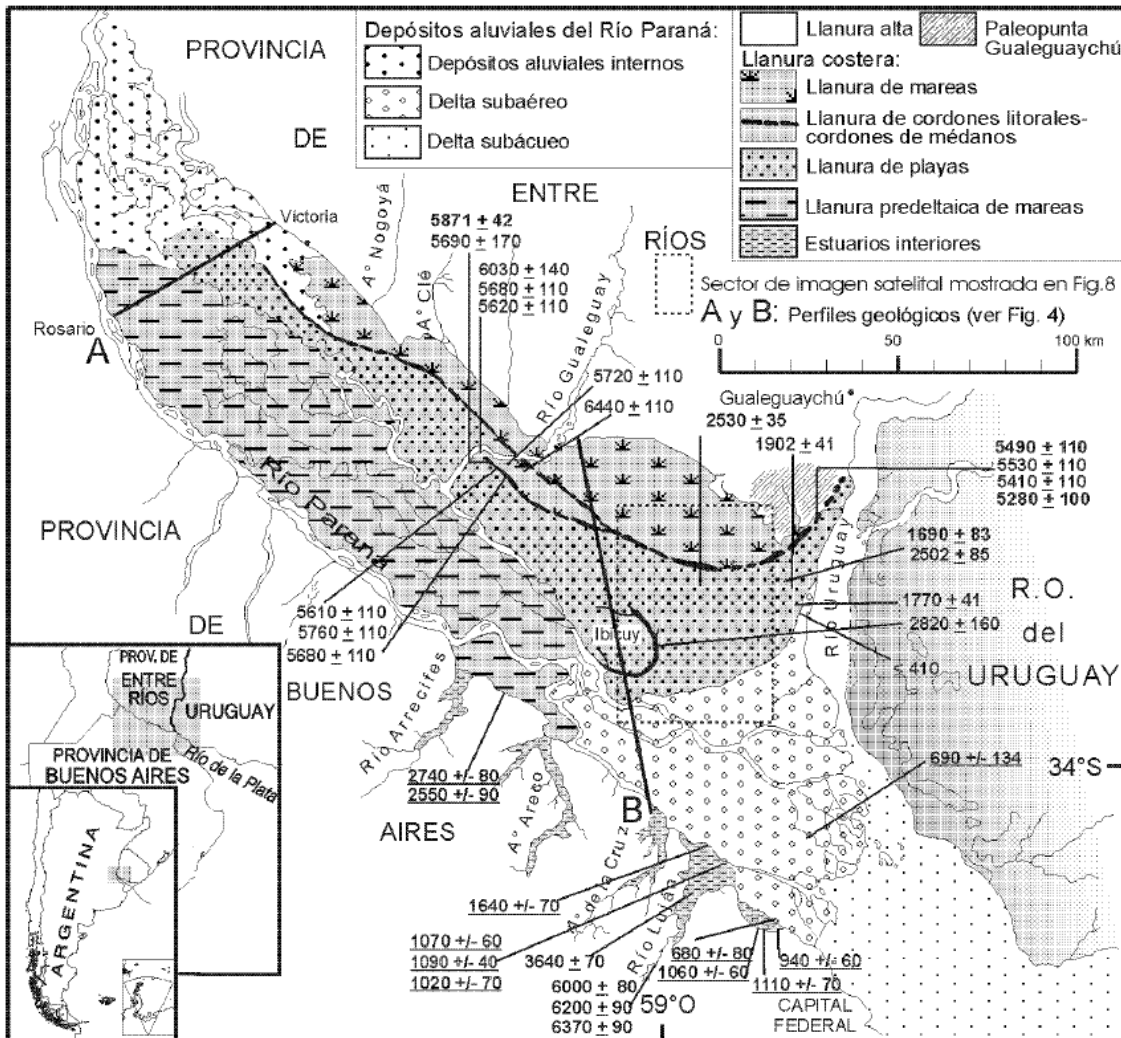 PROVINCIA
DE
ENTRE
RÍOS
Depósitos aluviales del Río Paraná:
Depósitos aluviales internos
Delta subaéreo
Delta subácueo
Llanura alta
Paleopunta
Gualeguaychú
Llanura costera:
Llanura de mareas
Llanura de cordones litorales-
cordones de médanos
Llanura de playas
Llanura predeltaica de mareas
Estuarios interiores
Sector de imagen satelital mostrada en Fig.8
A y B: Perfiles geológicos (ver Fig. 4)
0 50 100 km
Victoria
Rosario
A
A° Nogoyá
A° Clé
Río Gualeguay
5871 ± 42
5690 ± 170
6030 ± 140
5680 ± 110
5620 ± 110
5720 ± 110
6440 ± 110
Gualeguaychú
2530 ± 35
1902 ± 41
5490 ± 110
5530 ± 110
5410 ± 110
5280 ± 100
1690 ± 83
2502 ± 85
1770 ± 41
2820 ± 160
410
Río Uruguay
R.O.
del
URUGUAY
Río Paraná
PROVINCIA
DE
BUENOS
AIRES
5610 ± 110
5760 ± 110
5680 ± 110
Ibicuy
Río Arrecifes
2740 +/- 80
2550 +/- 90
A° Areco
A° de la Cruz
B
Río Luján
690 +/- 134
34°S
1640 +/- 70
1070 +/- 60
1090 +/- 40
1020 +/- 70
3640 ± 70
6000 ± 80
6200 ± 90
6370 ± 90
680 +/- 80
1060 +/- 60
940 +/- 60
1110 +/- 70
59°O
CAPITAL
FEDERAL
PROV. DE
ENTRE
RÍOS
URUGUAY
PROVINCIA DE
BUENOS AIRES
Río de la Plata
ARGENTINA